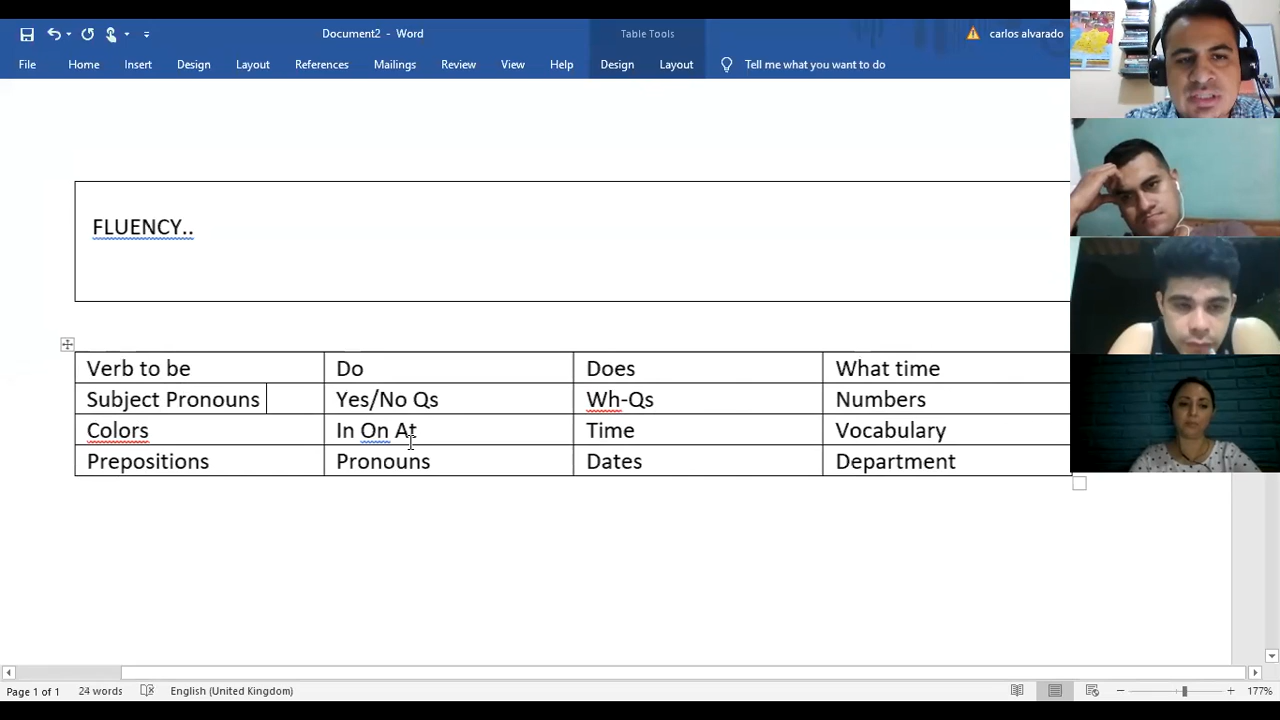 Document2 - Word
Table Tools
carlos alvarado
File Home Insert Design Layout References Mailings Review View Help Design Layout Tell me what you want to do
FLUENCY..
Verb to be Do Does What time
Subject Pronouns Yes/No Qs Wh-Qs Numbers
Colors In On At Time Vocabulary
Prepositions Pronouns Dates Department
Page 1 of 1 24 words English (United Kingdom) 177%